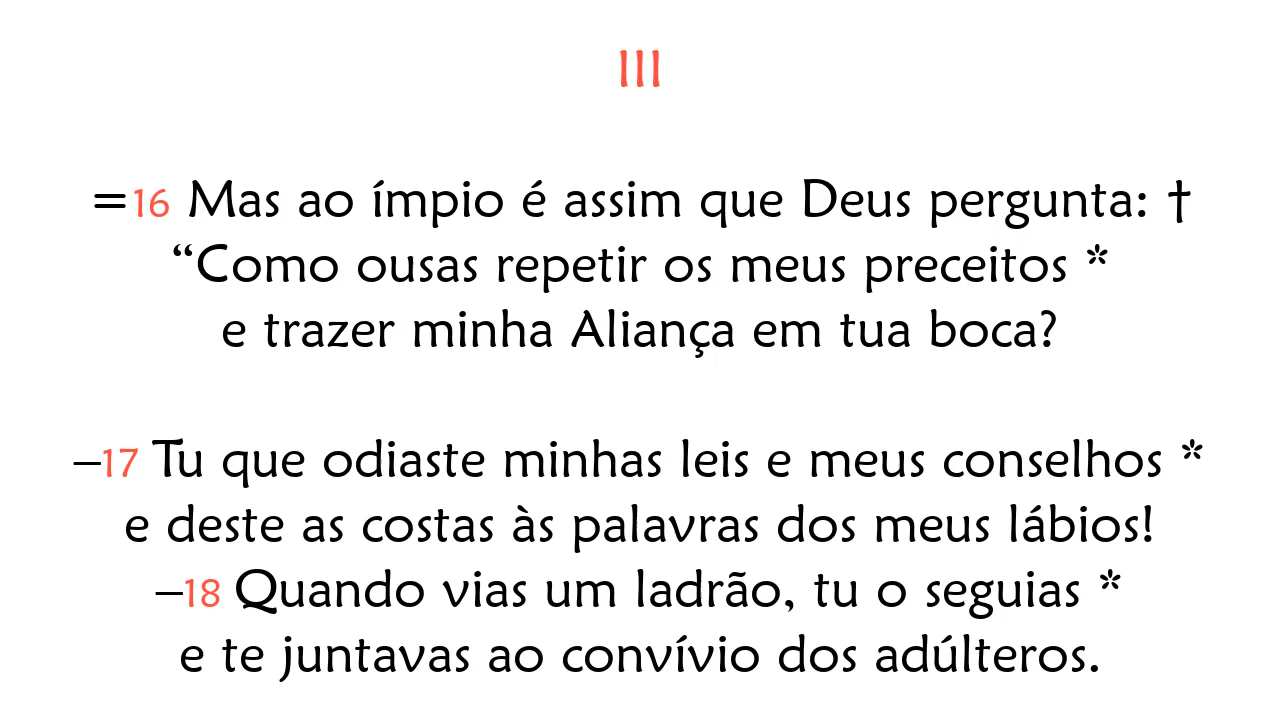 III
=16 Mas ao ímpio é assim que Deus pergunta: †
“Como ousas repetir os meus preceitos *
e trazer minha Aliança em tua boca?
–17 Tu que odiaste minhas leis e meus conselhos *
e deste as costas às palavras dos meus lábios!
–18 Quando vias um ladrão, tu o seguias *
e te juntavas ao convívio dos adúlteros.